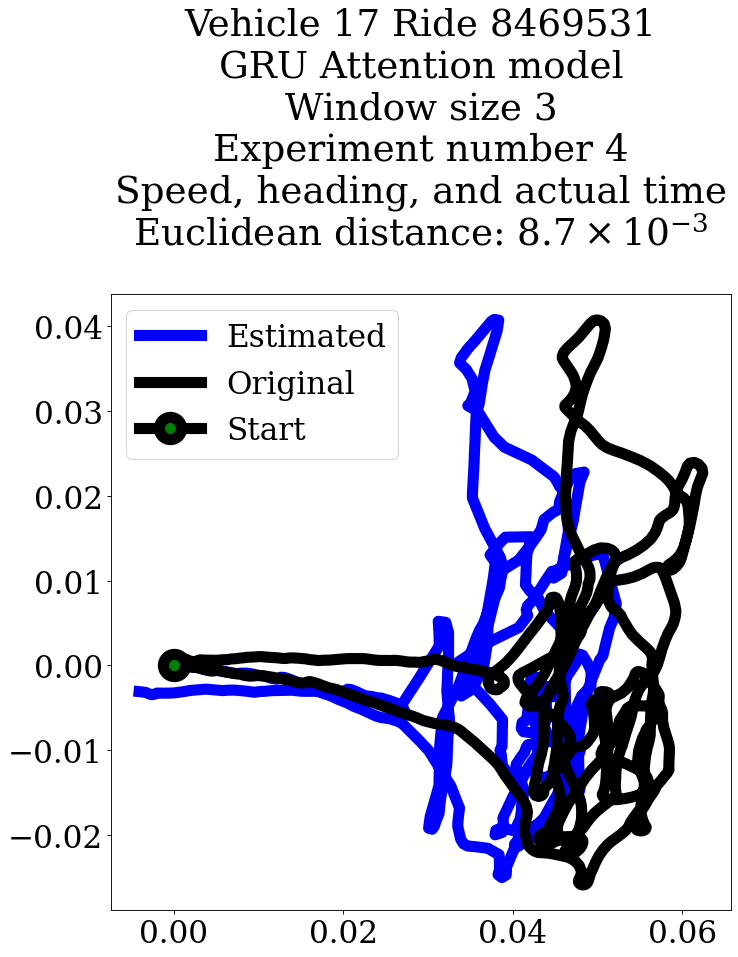 Vehicle 17 Ride 8469531
GRU Attention model
Window size 3
Experiment number 4
Speed, heading, and actual time
Euclidean distance: 8.7 × 10⁻³
Estimated
Original
Start
0.04
0.03
0.02
0.01
0.00
−0.01
−0.02
0.00 0.02 0.04 0.06